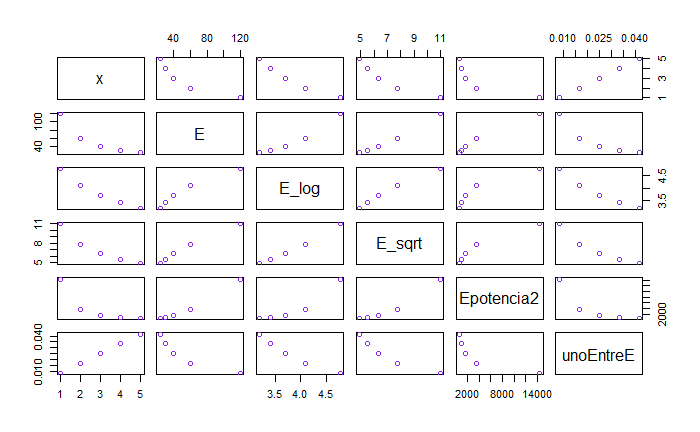 40 80 120
5 7 9 11
0.010 0.025 0.040
x
1 3 5
40 100
E
E_log
3.5 4.5
5 8 11
E_sqrt
Epotencia2
2000
0.010 0.040
unoEntreE
1 2 3 4 5
3.5 4.0 4.5
2000 8000 14000